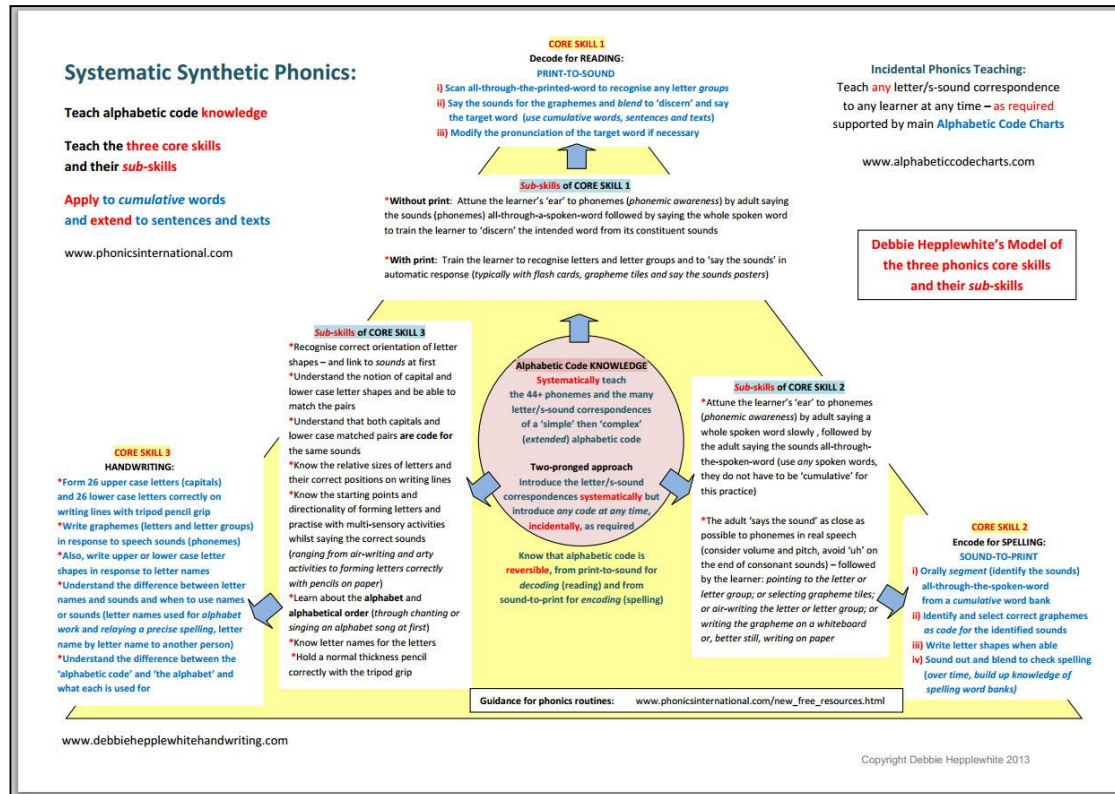 Systematic Synthetic Phonics:
Teach alphabetic code knowledge
Teach the three core skills
and their sub-skills
Apply to cumulative words
and extend to sentences and texts
www.phonicsinternational.com
CORE SKILL 1
Decode for READING:
PRINT-TO-SOUND
i) Scan all-through-the-printed-word to recognise any letter groups
ii) Say the sounds for the graphemes and blend to 'discern' and say
the target word (use cumulative words, sentences and texts)
iii) Modify the pronunciation of the target word if necessary
Incidental Phonics Teaching:
Teach any letter/s-sound correspondence
to any learner at any time – as required
supported by main Alphabetic Code Charts
www.alphabeticcodecharts.com
Debbie Hepplewhite's Model of
the three phonics core skills
and their sub-skills
Sub-skills of CORE SKILL 1
*Without print: Attune the learner's 'ear' to phonemes (phonemic awareness) by adult saying
the sounds (phonemes) all-through-a-spoken-word followed by saying the whole spoken word
to train the learner to 'discern' the intended word from its constituent sounds
*With print: Train the learner to recognise letters and letter groups and to 'say the sounds' in
automatic response (typically with flash cards, grapheme tiles and say the sounds posters)
Sub-skills of CORE SKILL 3
*Recognise correct orientation of letter
shapes – and link to sounds at first
*Understand the notion of capital and
lower case letter shapes and be able to
match the pairs
*Understand that both capitals and
lower case matched pairs are code for
the same sounds
*Know the relative sizes of letters and
their correct positions on writing lines
*Know the starting points and
directionality of forming letters and
practise with multi-sensory activities
whilst saying the correct sounds
(ranging from air-writing and arty
activities to forming letters correctly
with pencils on paper)
*Learn about the alphabet and
alphabetical order (through chanting or
singing an alphabet song at first)
*Know letter names for the letters
*Hold a normal thickness pencil
correctly with the tripod grip
Alphabetic Code KNOWLEDGE
Systematically teach
the 44+ phonemes and the many
letter/s-sound correspondences
of a 'simple' then 'complex'
(extended) alphabetic code
Two-pronged approach
Introduce the letter/s-sound
correspondences systematically but
introduce any code at any time,
incidentally, as required
Know that alphabetic code is
reversible, from print-to-sound for
decoding (reading) and from
sound-to-print for encoding (spelling)
Sub-skills of CORE SKILL 2
*Attune the learner's 'ear' to phonemes
(phonemic awareness) by adult saying a
whole spoken word slowly , followed by
the adult saying the sounds all-through-
the-spoken-word (use any spoken words,
they do not have to be 'cumulative' for
this practice)
*The adult 'says the sound' as close as
possible to phonemes in real speech
(consider volume and pitch, avoid 'uh' on
the end of consonant sounds) – followed
by the learner: pointing to the letter or
letter group; or selecting grapheme tiles;
or air-writing the letter or letter group; or
writing the grapheme on a whiteboard
or, better still, writing on paper
CORE SKILL 3
HANDWRITING:
*Form 26 upper case letters (capitals)
and 26 lower case letters correctly on
writing lines with tripod pencil grip
*Write graphemes (letters and letter groups)
in response to speech sounds (phonemes)
*Also, write upper or lower case letter
shapes in response to letter names
*Understand the difference between letter
names and sounds and when to use names
or sounds (letter names used for alphabet
work and relaying a precise spelling, letter
name by letter name to another person)
*Understand the difference between the
'alphabetic code' and 'the alphabet' and
what each is used for
CORE SKILL 2
Encode for SPELLING:
SOUND-TO-PRINT
i) Orally segment (identify the sounds)
all-through-the-spoken-word
from a cumulative word bank
ii) Identify and select correct graphemes
as code for the identified sounds
iii) Write letter shapes when able
iv) Sound out and blend to check spelling
(over time, build up knowledge of
spelling word banks)
Guidance for phonics routines: www.phonicsinternational.com/new_free_resources.html
www.debbiehepplewhitehandwriting.com
Copyright Debbie Hepplewhite 2013